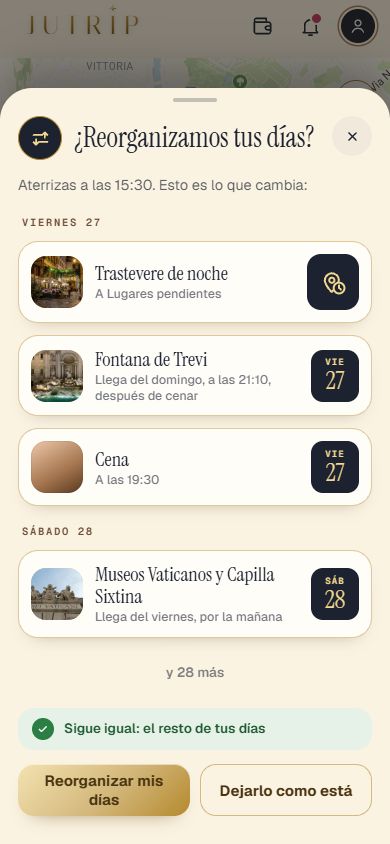 JUTRIP
VITTORIA
Via N
¿Reorganizamos tus días?
Aterrizas a las 15:30. Esto es lo que cambia:
VIERNES 27
Trastevere de noche
A Lugares pendientes
Fontana de Trevi
Llega del domingo, a las 21:10,
después de cenar
VIE
27
Cena
A las 19:30
VIE
27
SÁBADO 28
Museos Vaticanos y Capilla
Sixtina
Llega del viernes, por la mañana
SÁB
28
y 28 más
Sigue igual: el resto de tus días
Reorganizar mis
días
Dejarlo como está